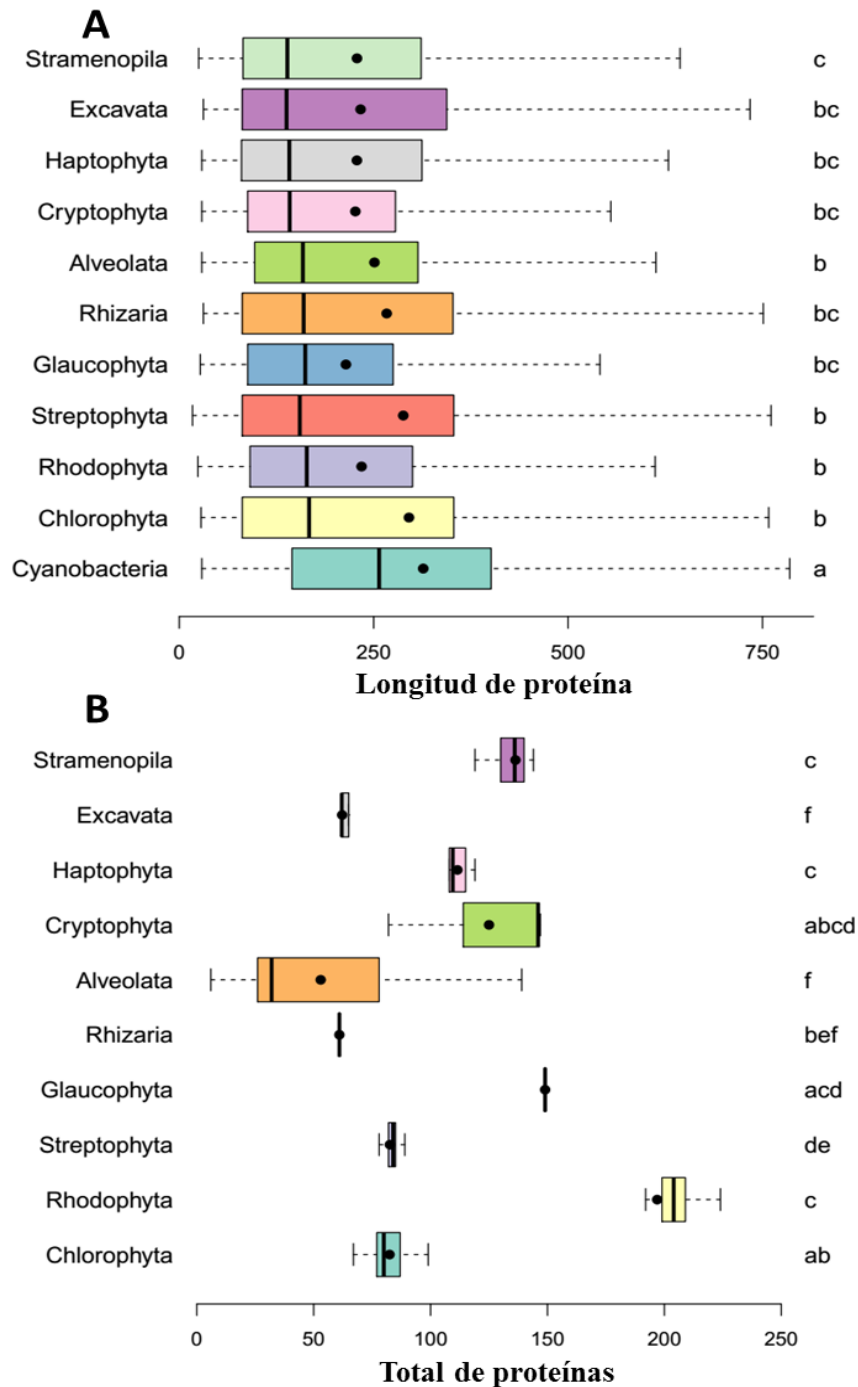 A
Stramenopila c
Excavata bc
Haptophyta bc
Cryptophyta bc
Alveolata b
Rhizaria bc
Glaucophyta bc
Streptophyta b
Rhodophyta b
Chlorophyta b
Cyanobacteria a
0 250 500 750
Longitud de proteína
B
Stramenopila c
Excavata f
Haptophyta c
Cryptophyta abcd
Alveolata f
Rhizaria bef
Glaucophyta acd
Streptophyta de
Rhodophyta c
Chlorophyta ab
0 50 100 150 200 250
Total de proteínas